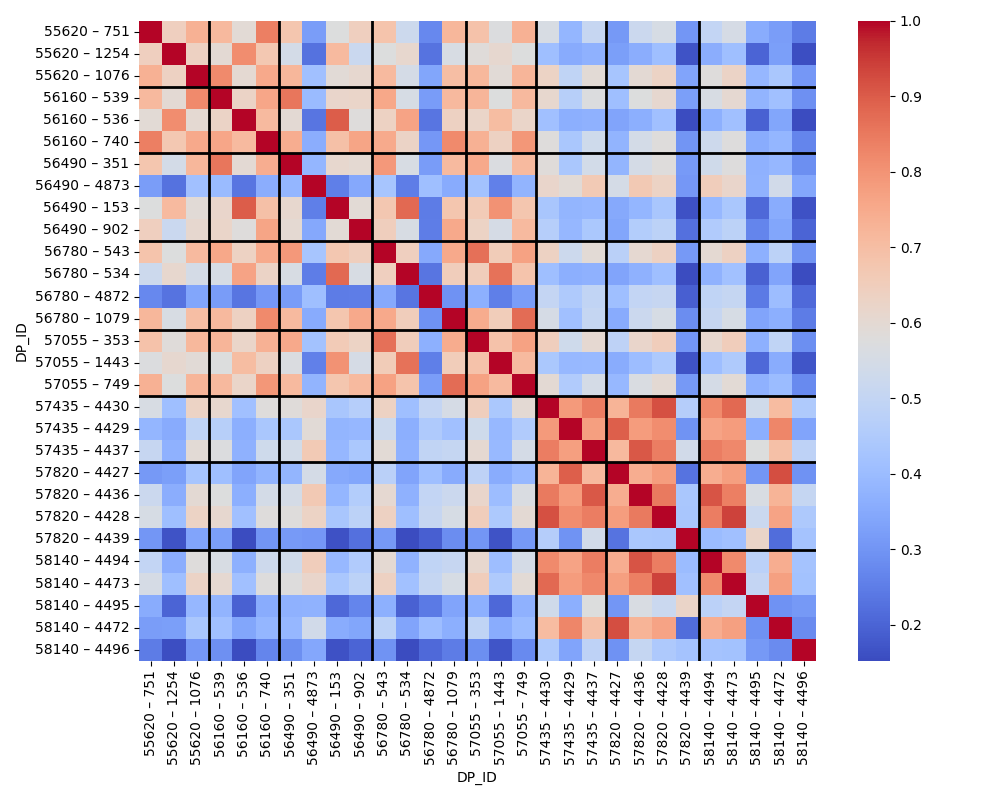 55620 – 751
55620 – 1254
55620 – 1076
56160 – 539
56160 – 536
56160 – 740
56490 – 351
56490 – 4873
56490 – 153
56490 – 902
56780 – 543
56780 – 534
56780 – 4872
56780 – 1079
57055 – 353
57055 – 1443
57055 – 749
57435 – 4430
57435 – 4429
57435 – 4437
57820 – 4427
57820 – 4436
57820 – 4428
57820 – 4439
58140 – 4494
58140 – 4473
58140 – 4495
58140 – 4472
58140 – 4496
DP_ID
55620 – 751
55620 – 1254
55620 – 1076
56160 – 539
56160 – 536
56160 – 740
56490 – 351
56490 – 4873
56490 – 153
56490 – 902
56780 – 543
56780 – 534
56780 – 4872
56780 – 1079
57055 – 353
57055 – 1443
57055 – 749
57435 – 4430
57435 – 4429
57435 – 4437
57820 – 4427
57820 – 4436
57820 – 4428
57820 – 4439
58140 – 4494
58140 – 4473
58140 – 4495
58140 – 4472
58140 – 4496
DP_ID
1.0
0.9
0.8
0.7
0.6
0.5
0.4
0.3
0.2